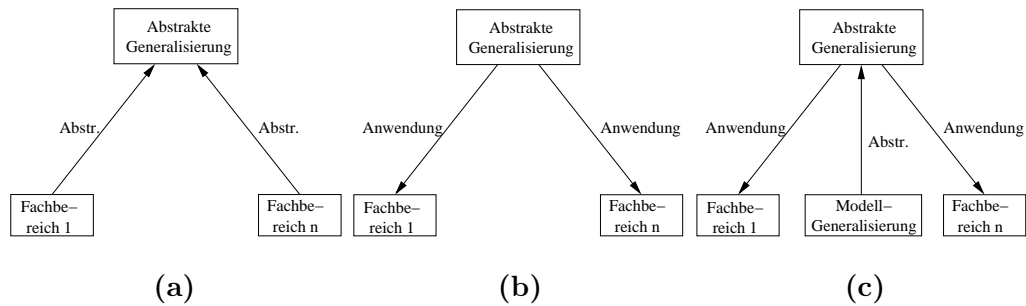 Abstrakte
Generalisierung
Abstr.
Abstr.
Fachbe−
reich 1
Fachbe−
reich n
(a)
Abstrakte
Generalisierung
Anwendung
Anwendung
Fachbe−
reich 1
Fachbe−
reich n
(b)
Abstrakte
Generalisierung
Anwendung
Abstr.
Anwendung
Fachbe−
reich 1
Modell−
Generalisierung
Fachbe−
reich n
(c)